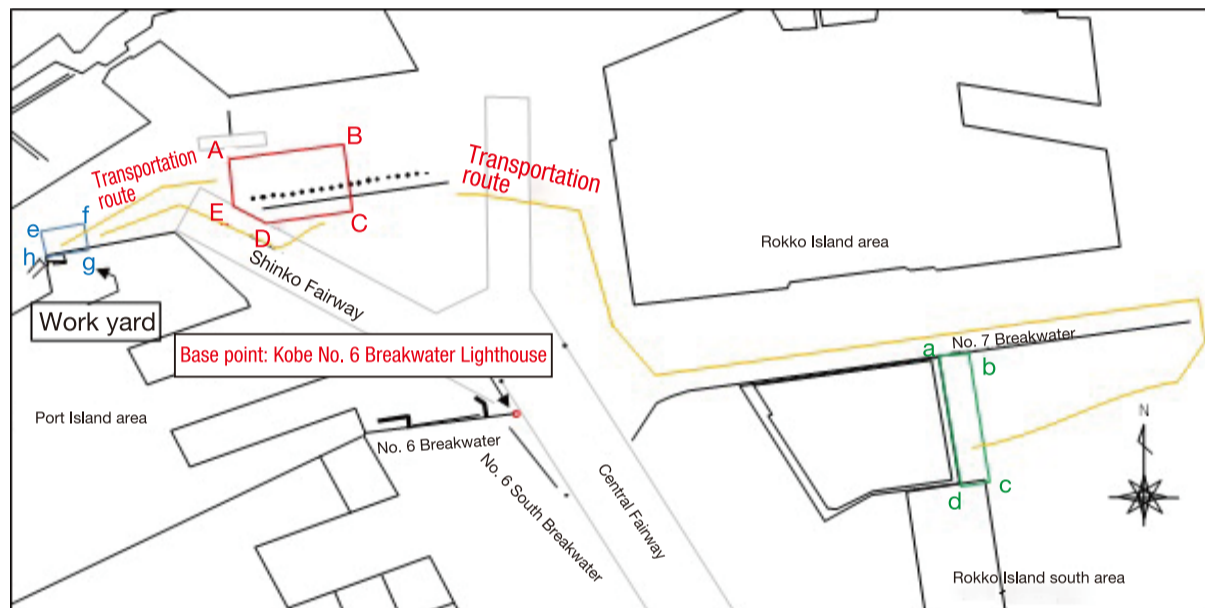 A
B
Transportation
route
Transportation
route
e
f
E
D
C
h
g
Shinko Fairway
Rokko Island area
Work yard
Base point: Kobe No. 6 Breakwater Lighthouse
No. 7 Breakwater
a
b
Port Island area
No. 6 Breakwater
No. 6 South Breakwater
Central Fairway
N
d
c
Rokko Island south area